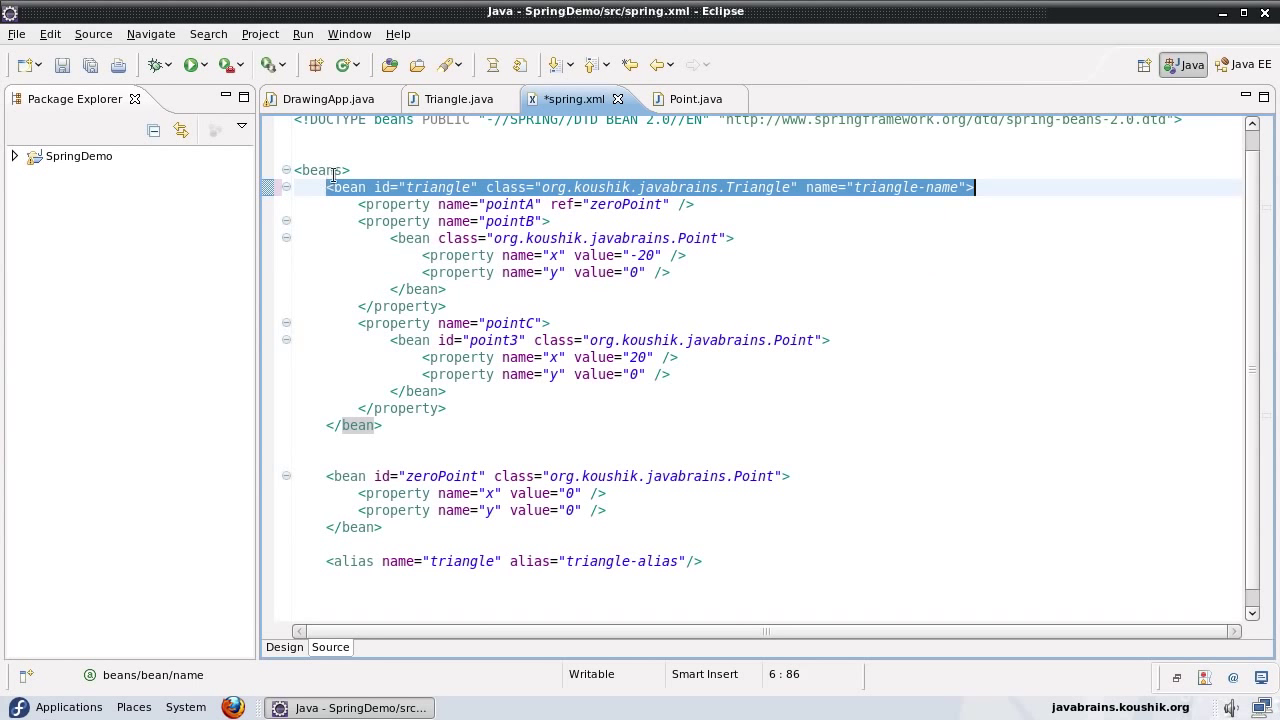 Java - SpringDemo/src/spring.xml - Eclipse
File Edit Source Navigate Search Project Run Window Help
Java Java EE
Package Explorer
DrawingApp.java Triangle.java *spring.xml Point.java
SpringDemo
<!DOCTYPE beans PUBLIC "-//SPRING//DTD BEAN 2.0//EN" "http://www.springframework.org/dtd/spring-beans-2.0.dtd">
<beans>
<bean id="triangle" class="org.koushik.javabrains.Triangle" name="triangle-name">
<property name="pointA" ref="zeroPoint" />
<property name="pointB">
<bean class="org.koushik.javabrains.Point">
<property name="x" value="-20" />
<property name="y" value="0" />
</bean>
</property>
<property name="pointC">
<bean id="point3" class="org.koushik.javabrains.Point">
<property name="x" value="20" />
<property name="y" value="0" />
</bean>
</property>
</bean>
<bean id="zeroPoint" class="org.koushik.javabrains.Point">
<property name="x" value="0" />
<property name="y" value="0" />
</bean>
<alias name="triangle" alias="triangle-alias"/>
Design Source
beans/bean/name
Writable
Smart Insert
6 : 86
Applications Places System
Java - SpringDemo/src...
javabrains.koushik.org